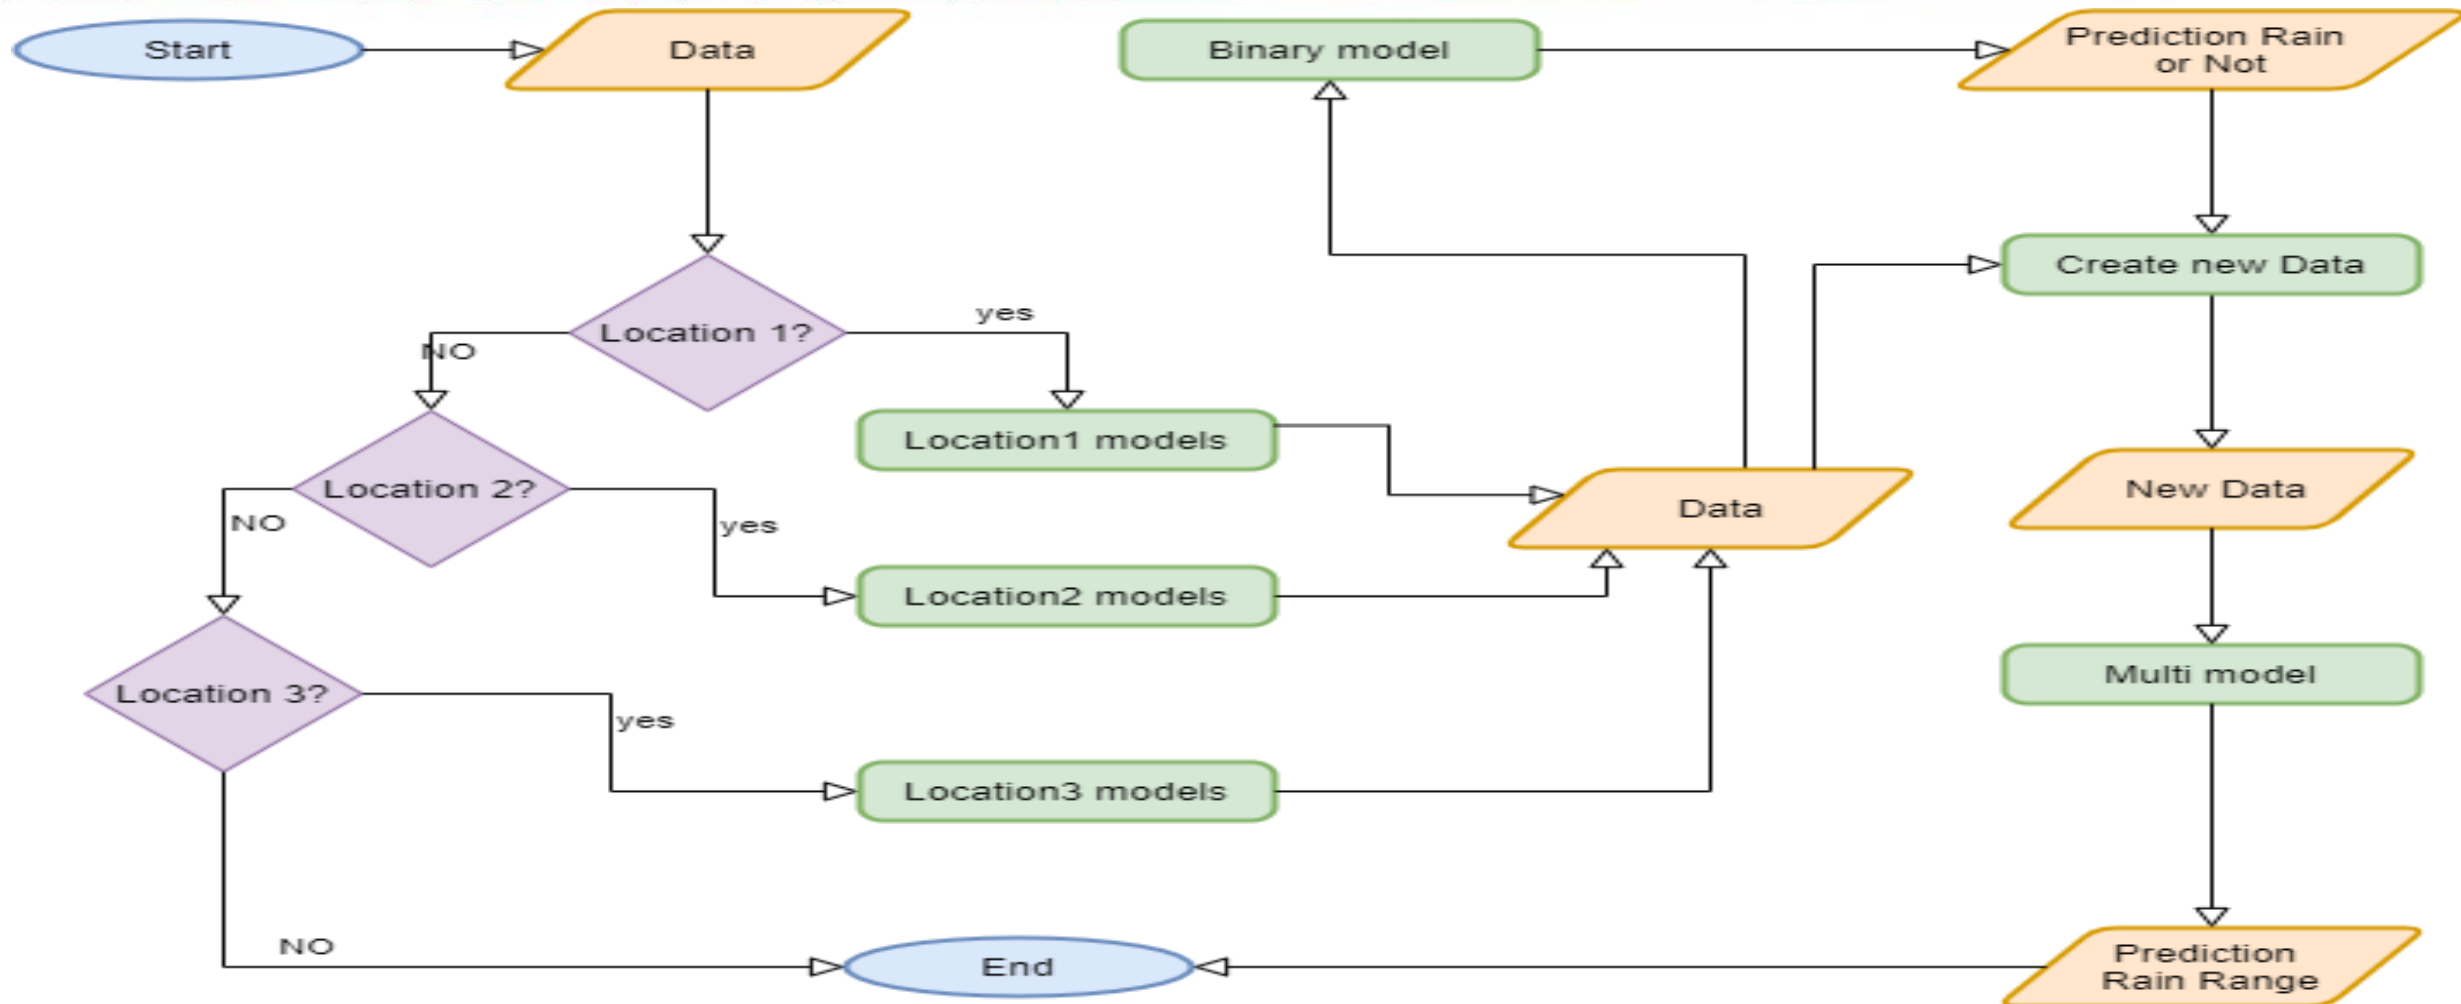 Start
Data
Binary model
Prediction Rain
or Not
Location 1?
yes
NO
Create new Data
Location1 models
Location 2?
NO
yes
Data
New Data
Location2 models
Location 3?
yes
Multi model
Location3 models
NO
End
Prediction
Rain Range